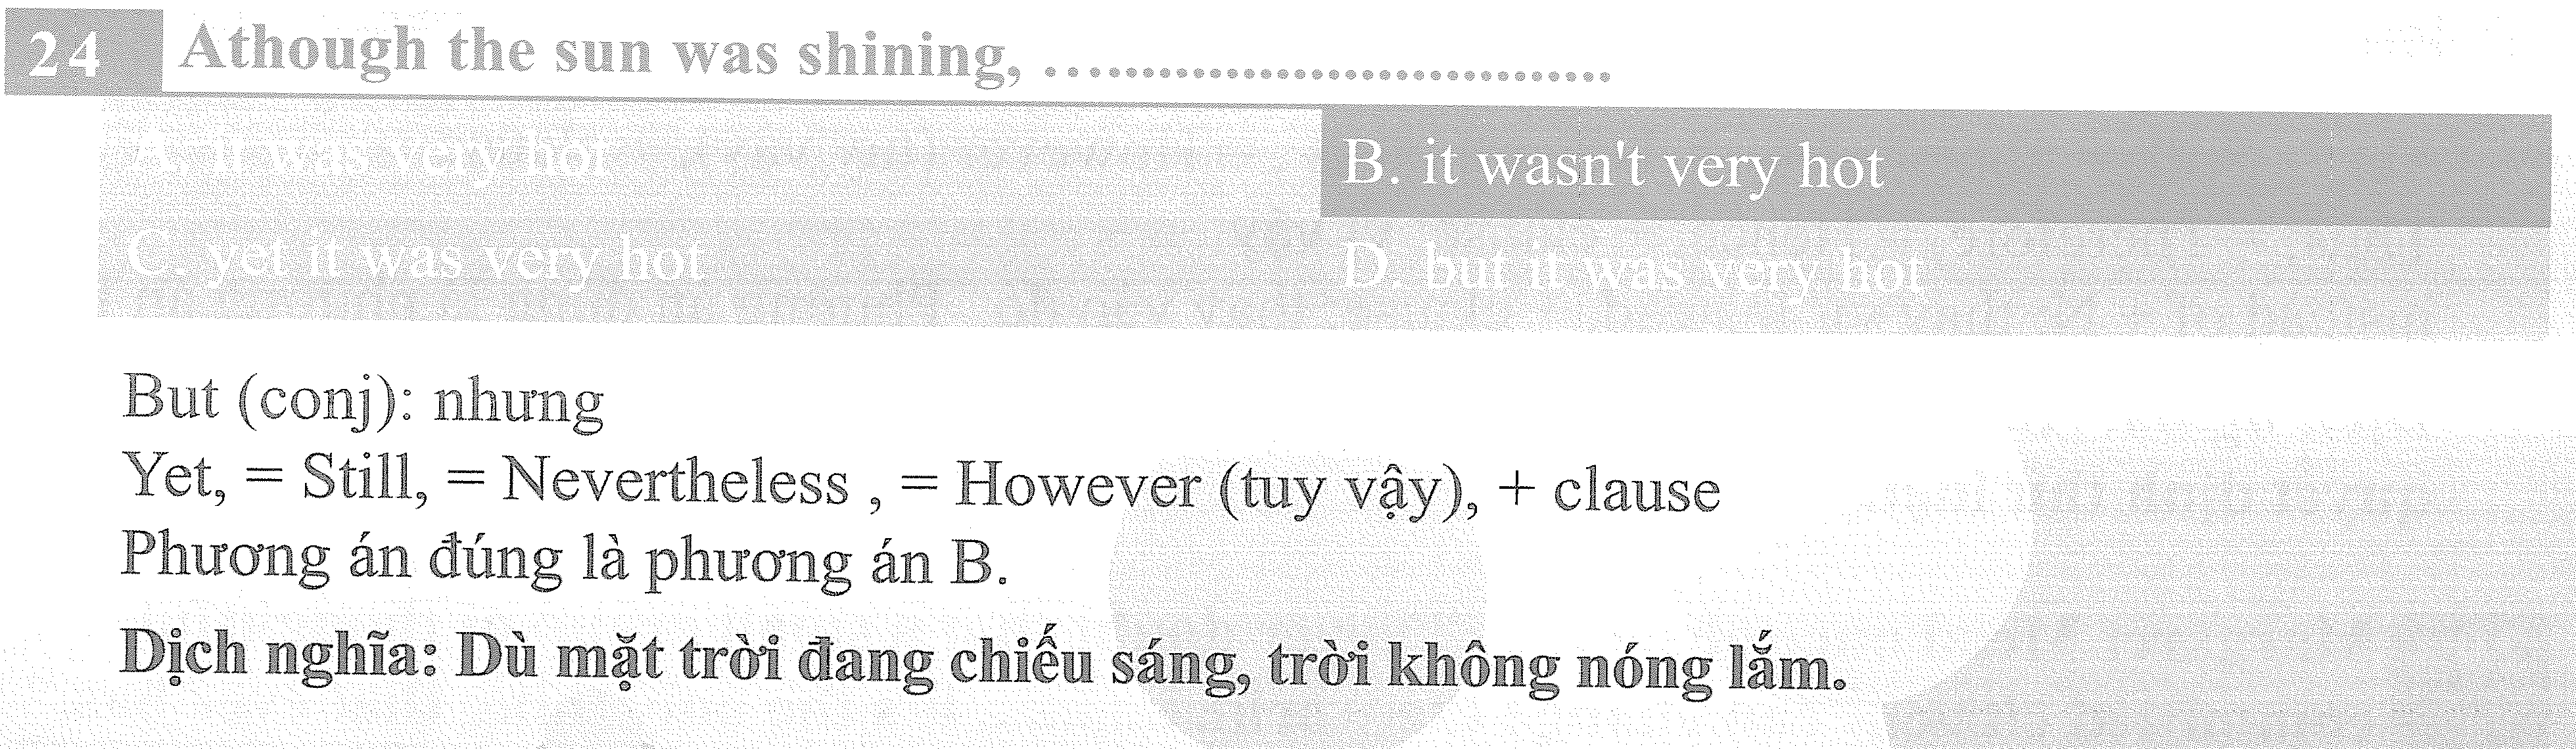 24 Athough the sun was shining, ................................
A. it was very hot
B. it wasn't very hot
C. yet it was very hot
D. but it was very hot
But (conj): nhưng
Yet, = Still, = Nevertheless , = However (tuy vậy), + clause
Phương án đúng là phương án B.
Dịch nghĩa: Dù mặt trời đang chiếu sáng, trời không nóng lắm.